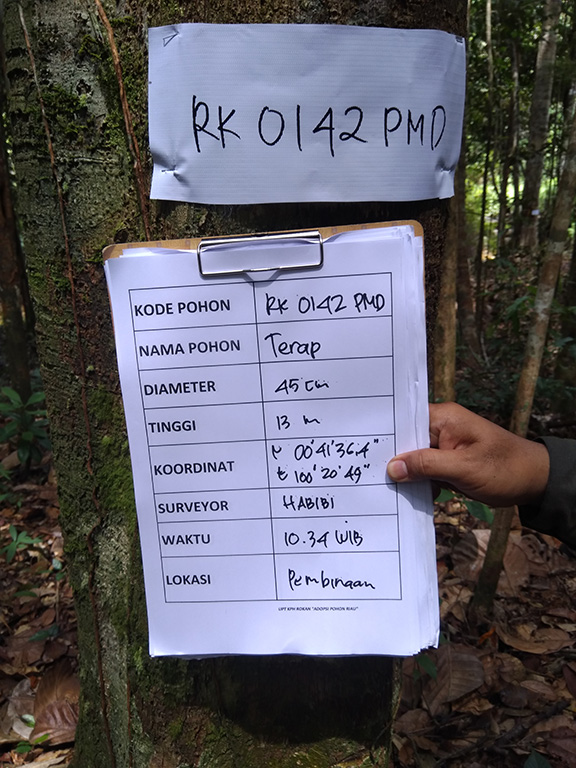 RK 0142 PMD
KODE POHON RK 0142 PMD
NAMA POHON Terap
DIAMETER 45 cm
TINGGI 13 m
KOORDINAT N 00°41'36.4"
E 100°20'49"
SURVEYOR HABIBI
WAKTU 10.34 WIB
LOKASI Pembinaan
UPT KPH ROKAN "ADOPSI POHON RIAU"